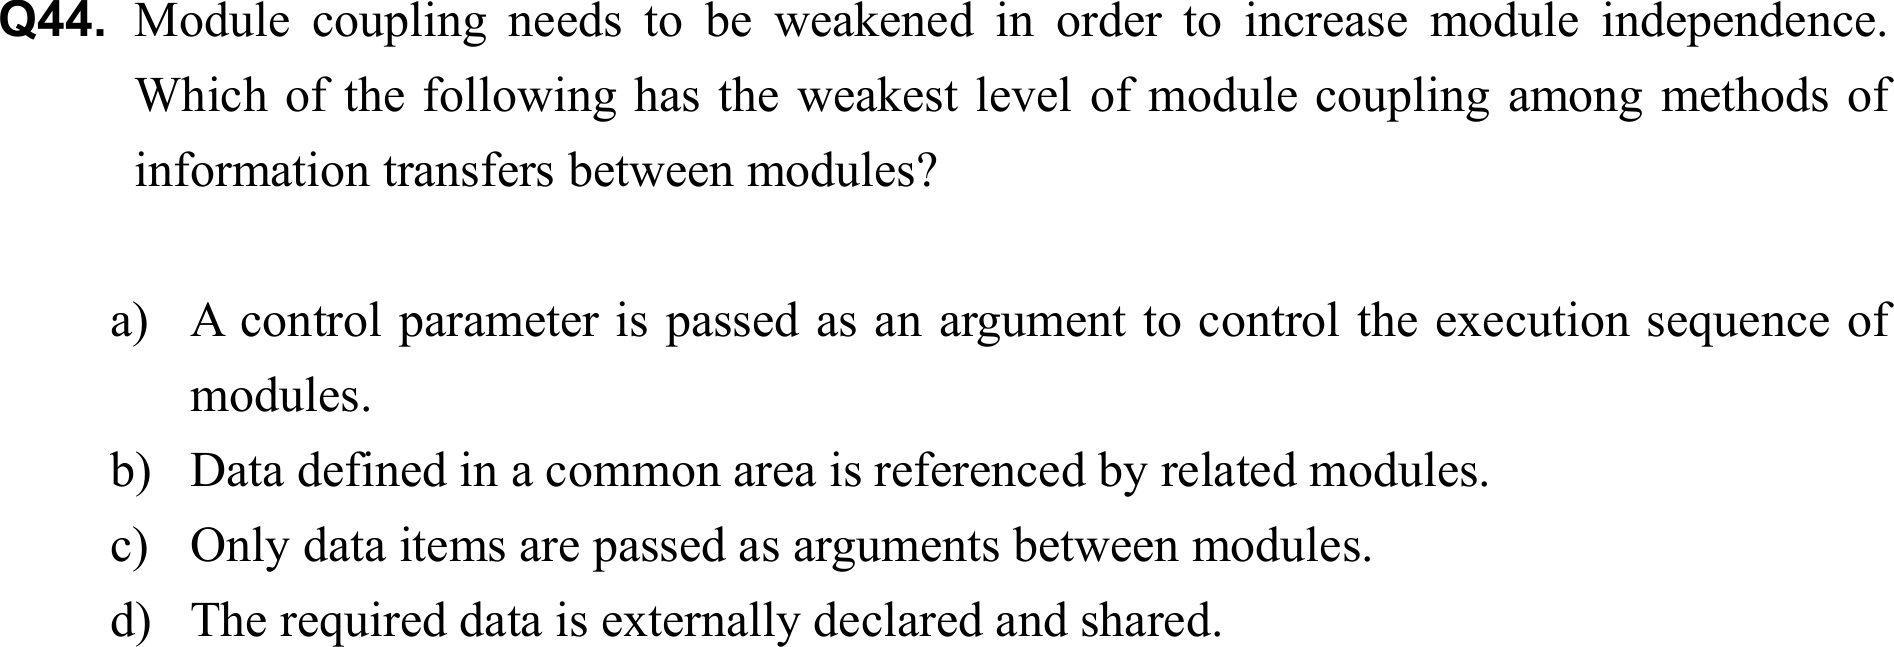 Q44. Module coupling needs to be weakened in order to increase module independence.
Which of the following has the weakest level of module coupling among methods of
information transfers between modules?
a) A control parameter is passed as an argument to control the execution sequence of
modules.
b) Data defined in a common area is referenced by related modules.
c) Only data items are passed as arguments between modules.
d) The required data is externally declared and shared.